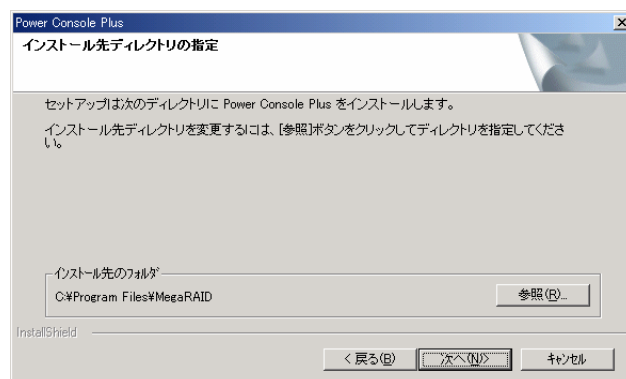 Power Console Plus
インストール先ディレクトリの指定
セットアップは次のディレクトリに Power Console Plus をインストールします。
インストール先ディレクトリを変更するには、[参照]ボタンをクリックしてディレクトリを指定してくださ
い。
インストール先のフォルダ
C:¥Program Files¥MegaRAID
参照(R)...
InstallShield
< 戻る(B)
次へ(N)>
キャンセル